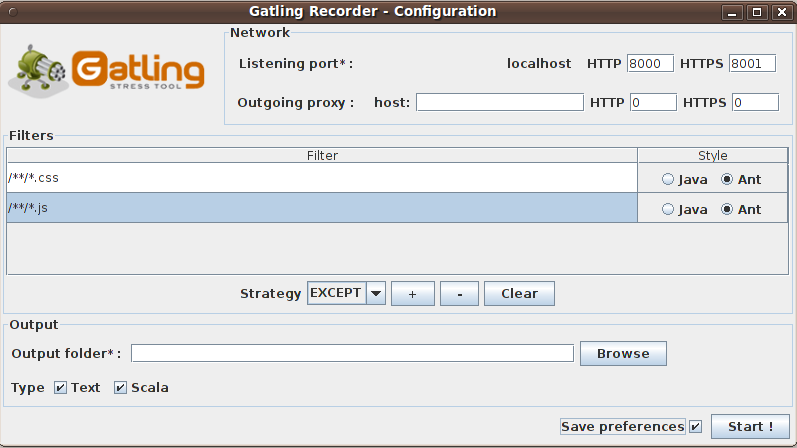 Gatling Recorder - Configuration
Gatling
STRESS TOOL
Network
Listening port* : localhost HTTP 8000 HTTPS 8001
Outgoing proxy : host: HTTP 0 HTTPS 0
Filters
Filter Style
/**/*.css Java Ant
/**/*.js Java Ant
Strategy EXCEPT + - Clear
Output
Output folder* : Browse
Type Text Scala
Save preferences Start !